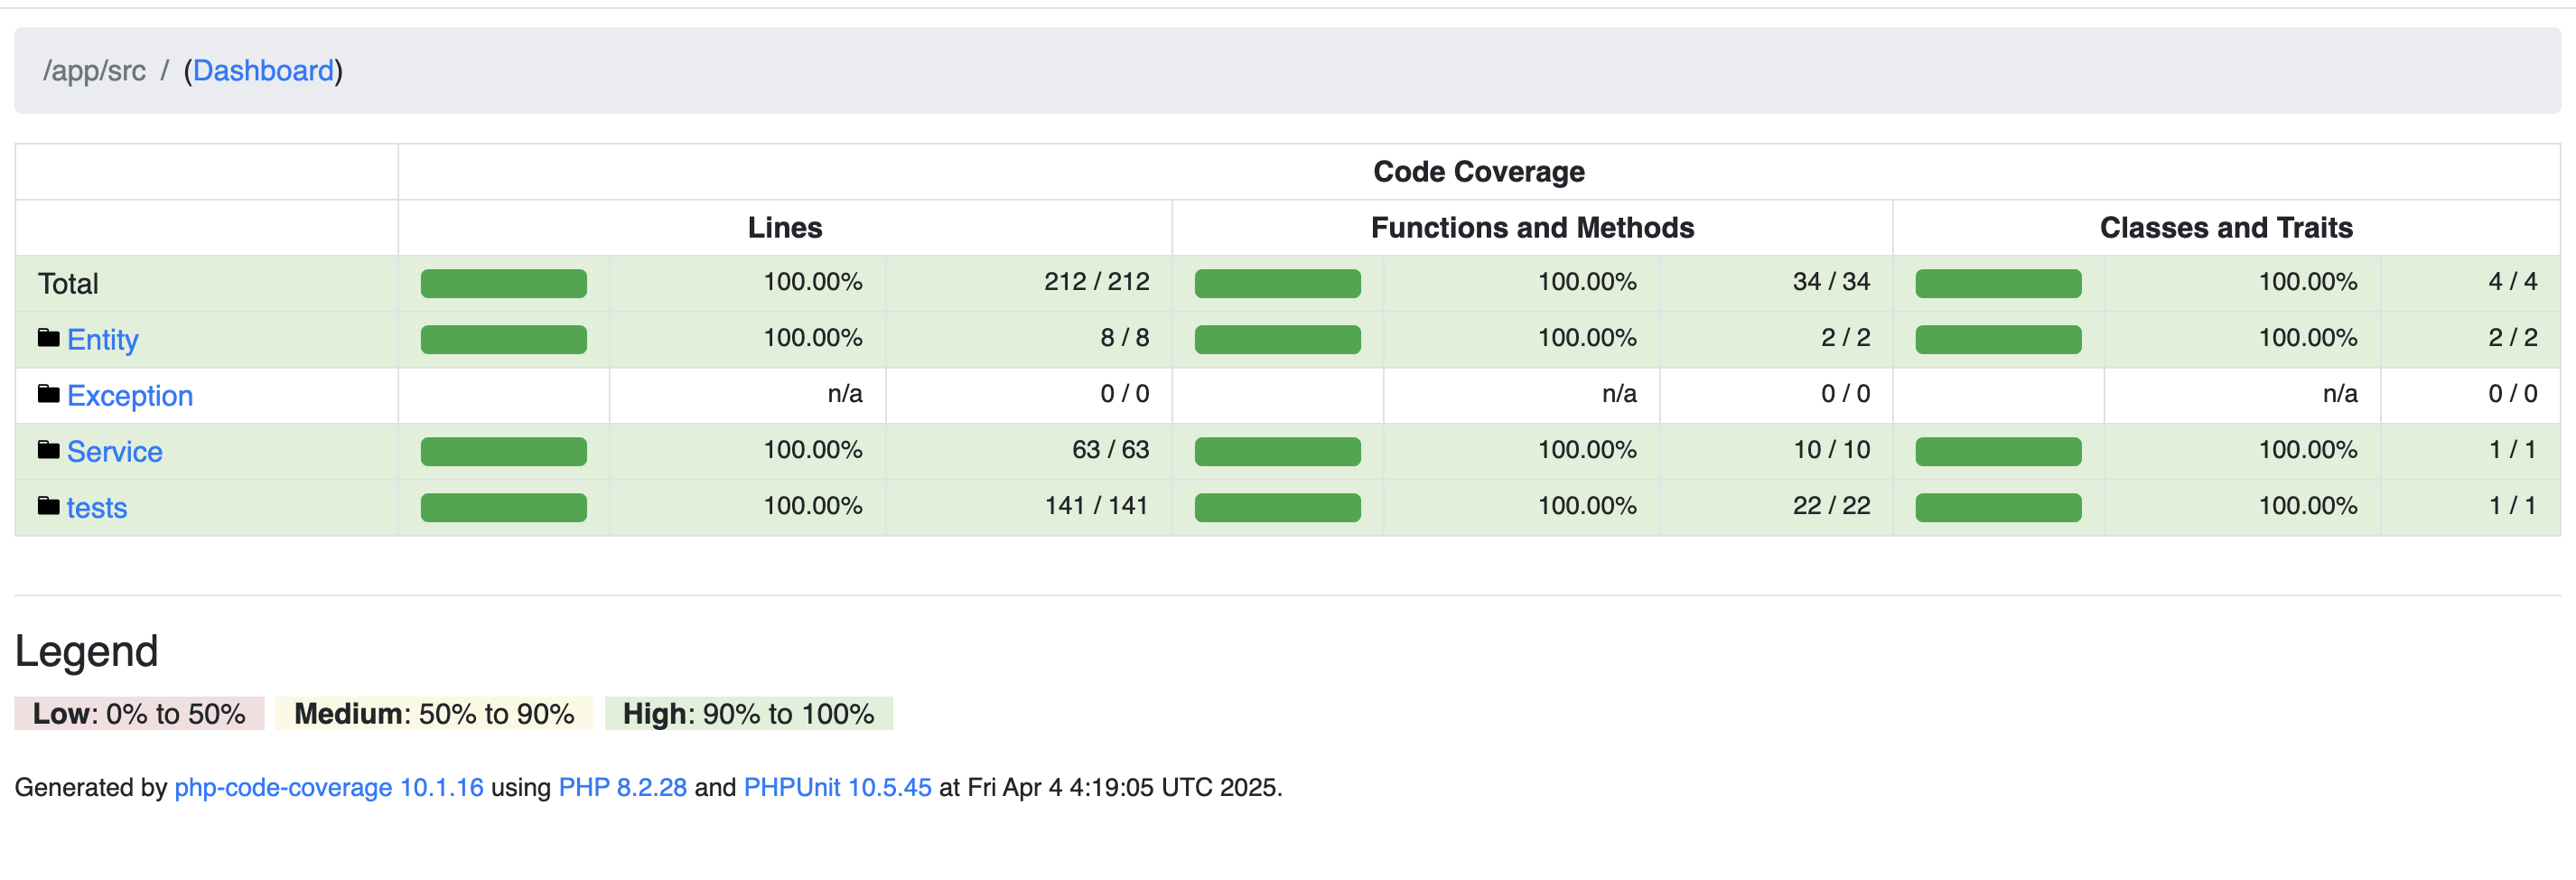 /app/src / (Dashboard)
Code Coverage
Lines Functions and Methods Classes and Traits
Total 100.00% 212 / 212 100.00% 34 / 34 100.00% 4 / 4
Entity 100.00% 8 / 8 100.00% 2 / 2 100.00% 2 / 2
Exception n/a 0 / 0 n/a 0 / 0 n/a 0 / 0
Service 100.00% 63 / 63 100.00% 10 / 10 100.00% 1 / 1
tests 100.00% 141 / 141 100.00% 22 / 22 100.00% 1 / 1
Legend
Low: 0% to 50% Medium: 50% to 90% High: 90% to 100%
Generated by php-code-coverage 10.1.16 using PHP 8.2.28 and PHPUnit 10.5.45 at Fri Apr 4 4:19:05 UTC 2025.